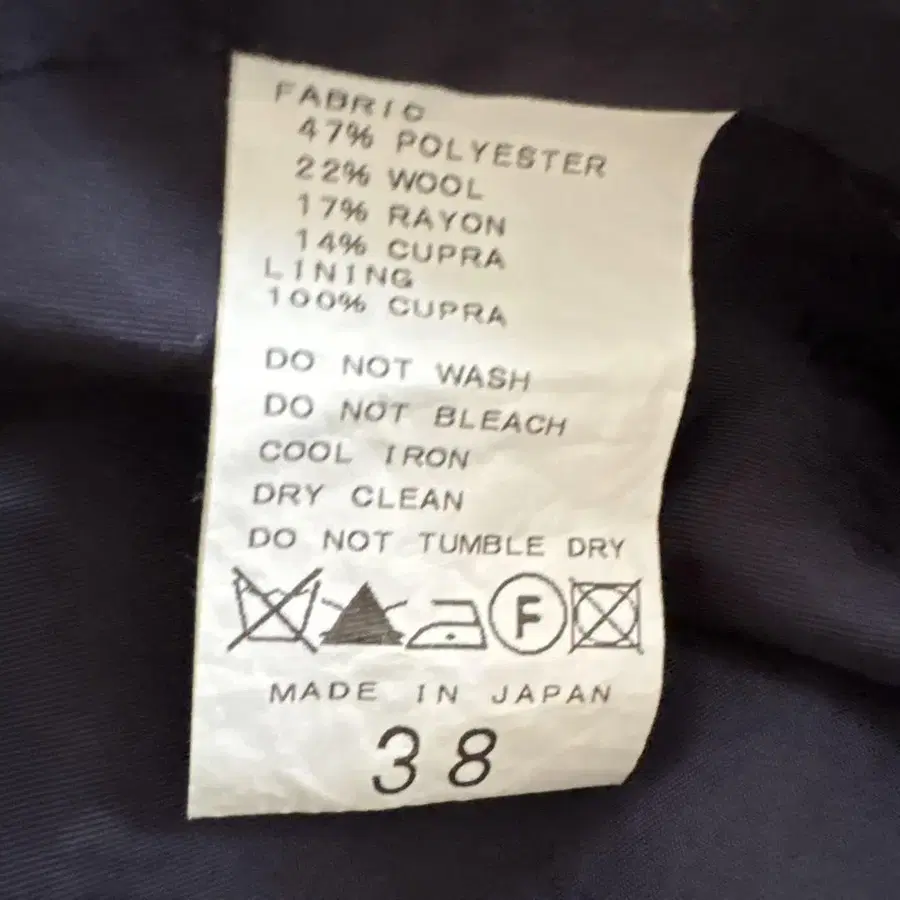 FABRIC
47% POLYESTER
22% WOOL
17% RAYON
14% CUPRA
LINING
100% CUPRA
DO NOT WASH
DO NOT BLEACH
COOL IRON
DRY CLEAN
DO NOT TUMBLE DRY
F
MADE IN JAPAN
38